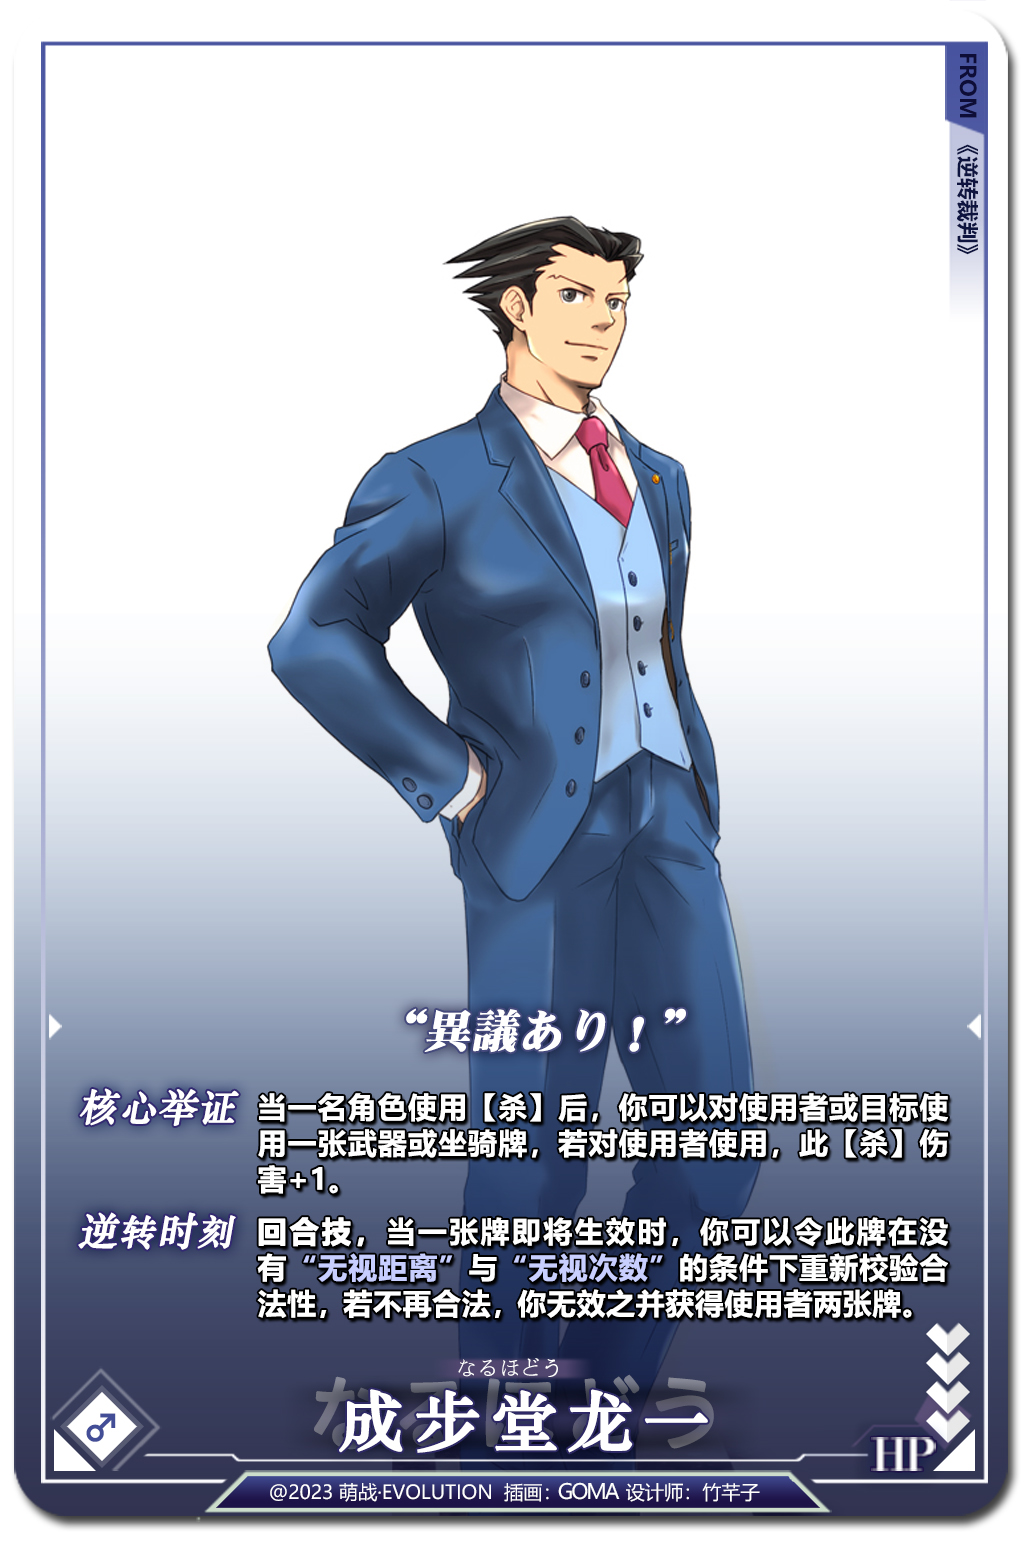 FROM
《逆转裁判》
“異議あり！”
核心举证
当一名角色使用【杀】后，你可以对使用者或目标使
用一张武器或坐骑牌，若对使用者使用，此【杀】伤
害+1。
逆转时刻
回合技，当一张牌即将生效时，你可以令此牌在没
有“无视距离”与“无视次数”的条件下重新校验合
法性，若不再合法，你无效之并获得使用者两张牌。
なるほどう
なるほどう
成步堂龙一
HP
@2023 萌战·EVOLUTION 插画：GOMA 设计师：竹芊子